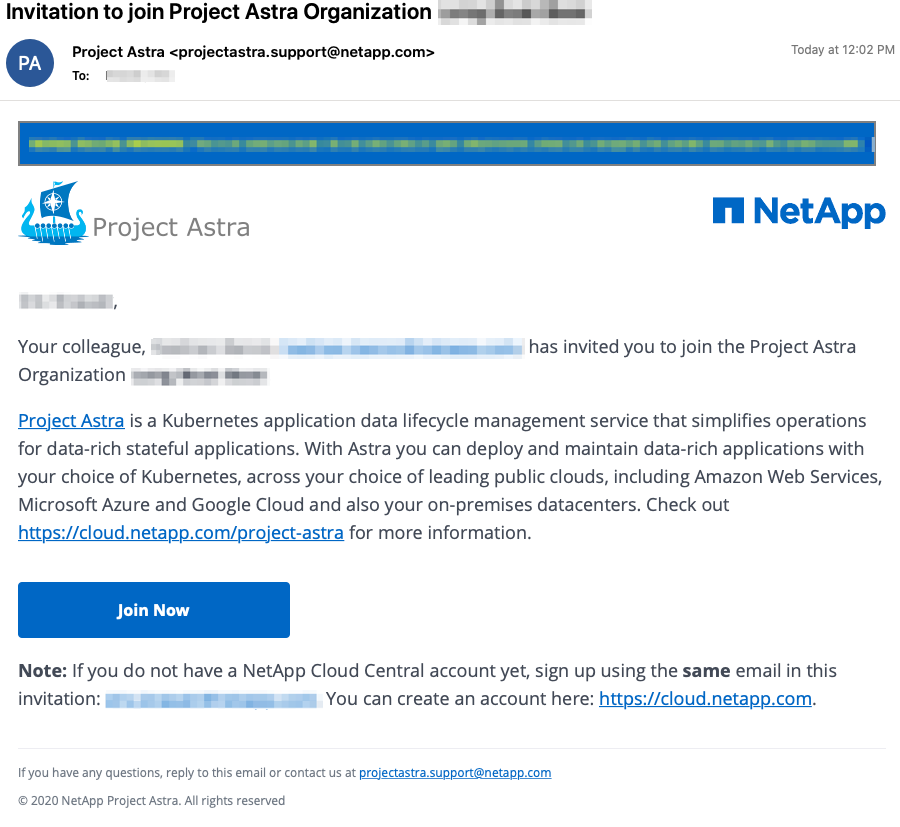 Invitation to join Project Astra Organization
PA
Project Astra <projectastra.support@netapp.com>
Today at 12:02 PM
To:
Project Astra
NetApp
,
Your colleague, has invited you to join the Project Astra
Organization
Project Astra is a Kubernetes application data lifecycle management service that simplifies operations
for data-rich stateful applications. With Astra you can deploy and maintain data-rich applications with
your choice of Kubernetes, across your choice of leading public clouds, including Amazon Web Services,
Microsoft Azure and Google Cloud and also your on-premises datacenters. Check out
https://cloud.netapp.com/project-astra for more information.
Join Now
Note: If you do not have a NetApp Cloud Central account yet, sign up using the same email in this
invitation: . You can create an account here: https://cloud.netapp.com.
If you have any questions, reply to this email or contact us at projectastra.support@netapp.com
© 2020 NetApp Project Astra. All rights reserved